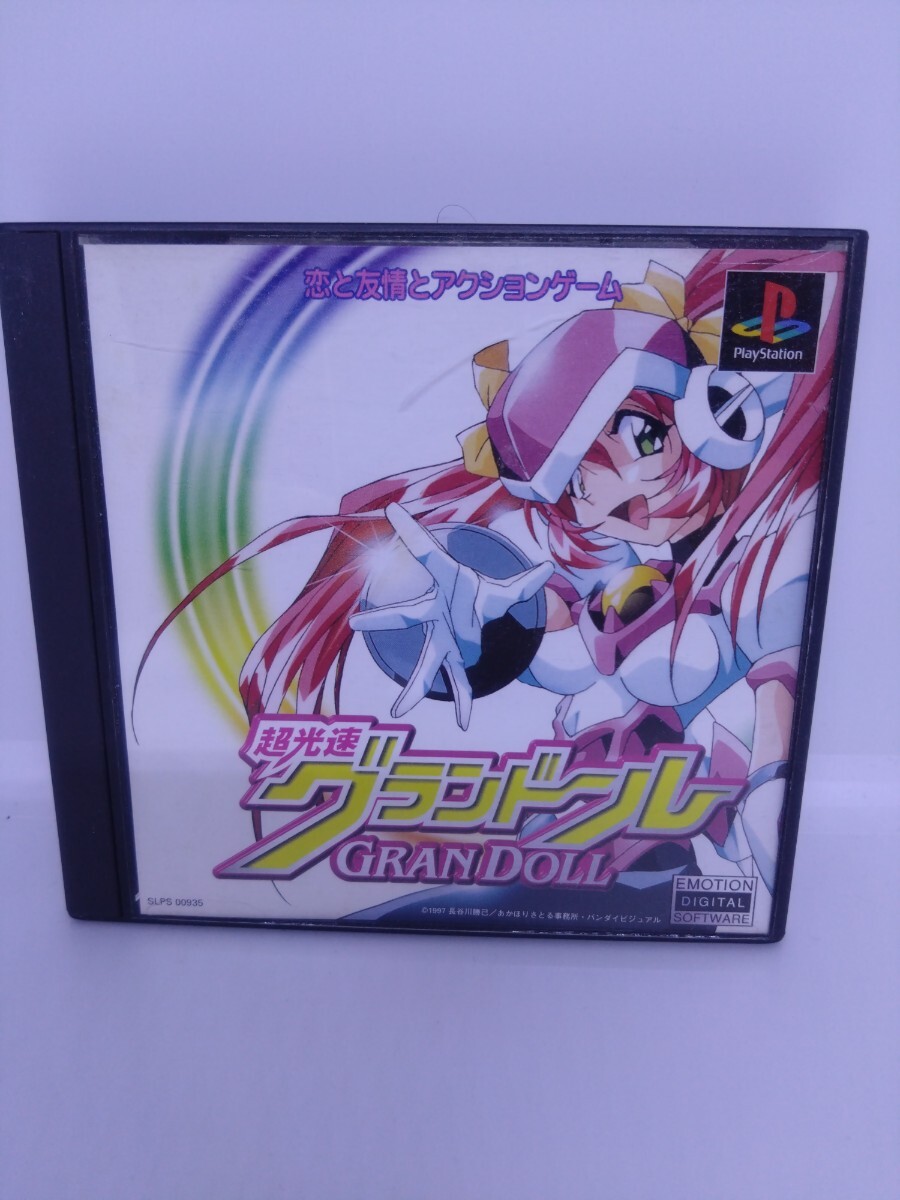 恋と友情とアクションゲーム
PlayStation
超光速
グランドール
GRAN DOLL
SLPS 00935
©1997 長谷川勝己/あかほりさとる事務所・バンダイビジュアル
EMOTION
DIGITAL
SOFTWARE